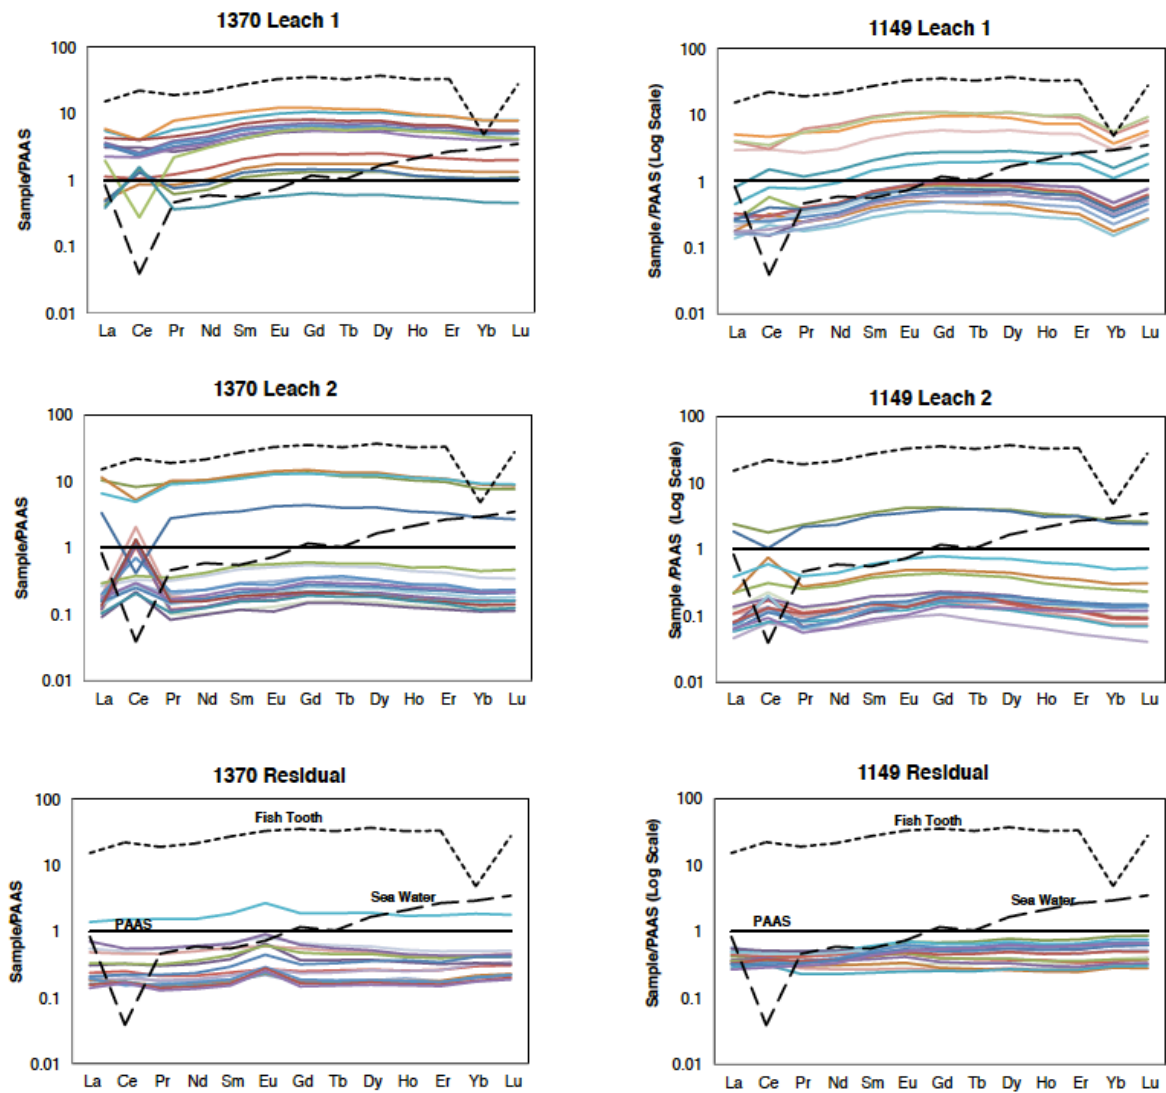 1370 Leach 1
Sample/PAAS
100
10
1
0.1
0.01
La Ce Pr Nd Sm Eu Gd Tb Dy Ho Er Yb Lu
1149 Leach 1
Sample /PAAS (Log Scale)
100
10
1
0.1
0.01
La Ce Pr Nd Sm Eu Gd Tb Dy Ho Er Yb Lu
1370 Leach 2
Sample/PAAS
100
10
1
0.1
0.01
La Ce Pr Nd Sm Eu Gd Tb Dy Ho Er Yb Lu
1149 Leach 2
Sample /PAAS (Log Scale)
100
10
1
0.1
0.01
La Ce Pr Nd Sm Eu Gd Tb Dy Ho Er Yb Lu
1370 Residual
Sample/PAAS
100
10
1
0.1
0.01
Fish Tooth
Sea Water
PAAS
La Ce Pr Nd Sm Eu Gd Tb Dy Ho Er Yb Lu
1149 Residual
Sample/PAAS (Log Scale)
100
10
1
0.1
0.01
Fish Tooth
Sea Water
PAAS
La Ce Pr Nd Sm Eu Gd Tb Dy Ho Er Yb Lu